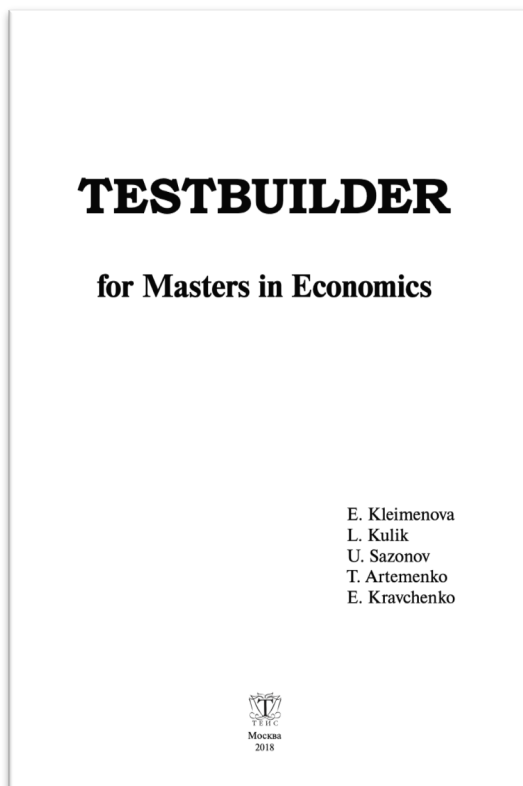 TESTBUILDER
for Masters in Economics
E. Kleimenova
L. Kulik
U. Sazonov
T. Artemenko
E. Kravchenko
ТЕИС
Москва
2018